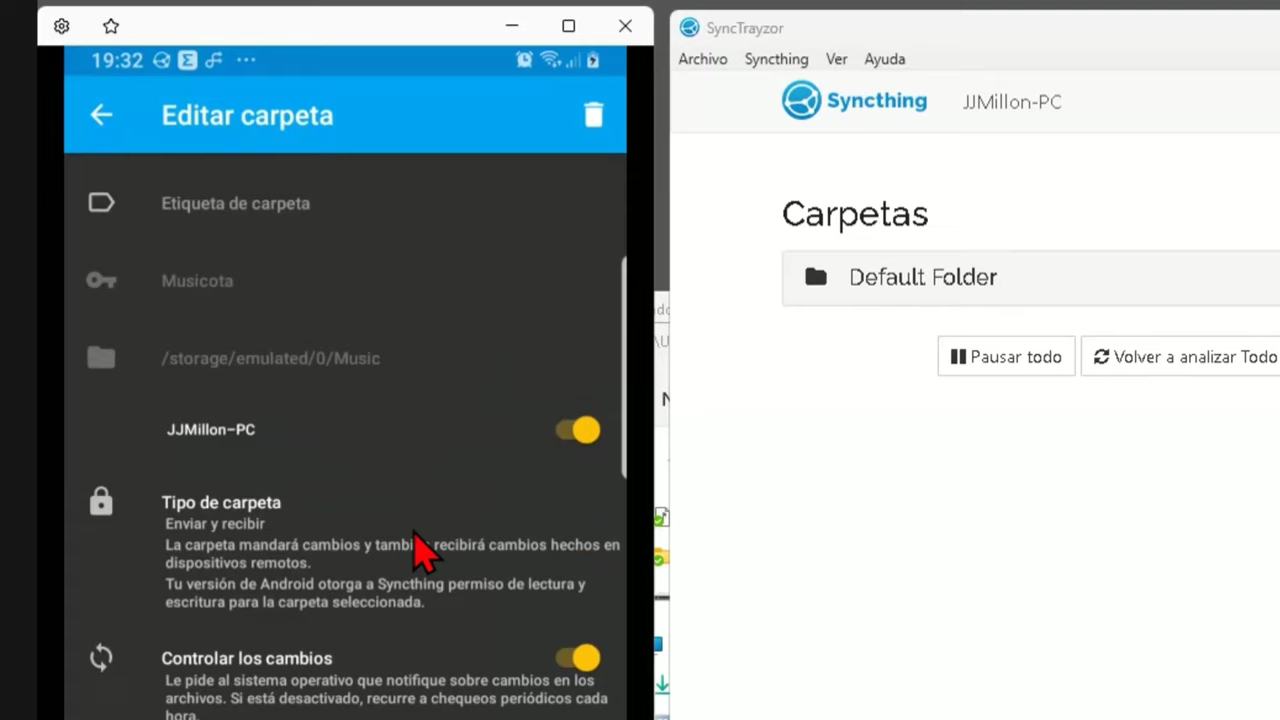 19:32
Editar carpeta
Etiqueta de carpeta
Musicota
/storage/emulated/0/Music
JJMillon-PC
Tipo de carpeta
Enviar y recibir
La carpeta mandará cambios y recibirá cambios hechos en
dispositivos remotos.
Tu versión de Android otorga a Syncthing permiso de lectura y
escritura para la carpeta seleccionada.
Controlar los cambios
Le pide al sistema operativo que notifique sobre cambios en los
archivos. Si está desactivado, recurre a chequeos periódicos cada
hora.
SyncTrayzor
Archivo Syncthing Ver Ayuda
Syncthing JJMillon-PC
Carpetas
Default Folder
Pausar todo Volver a analizar Todo